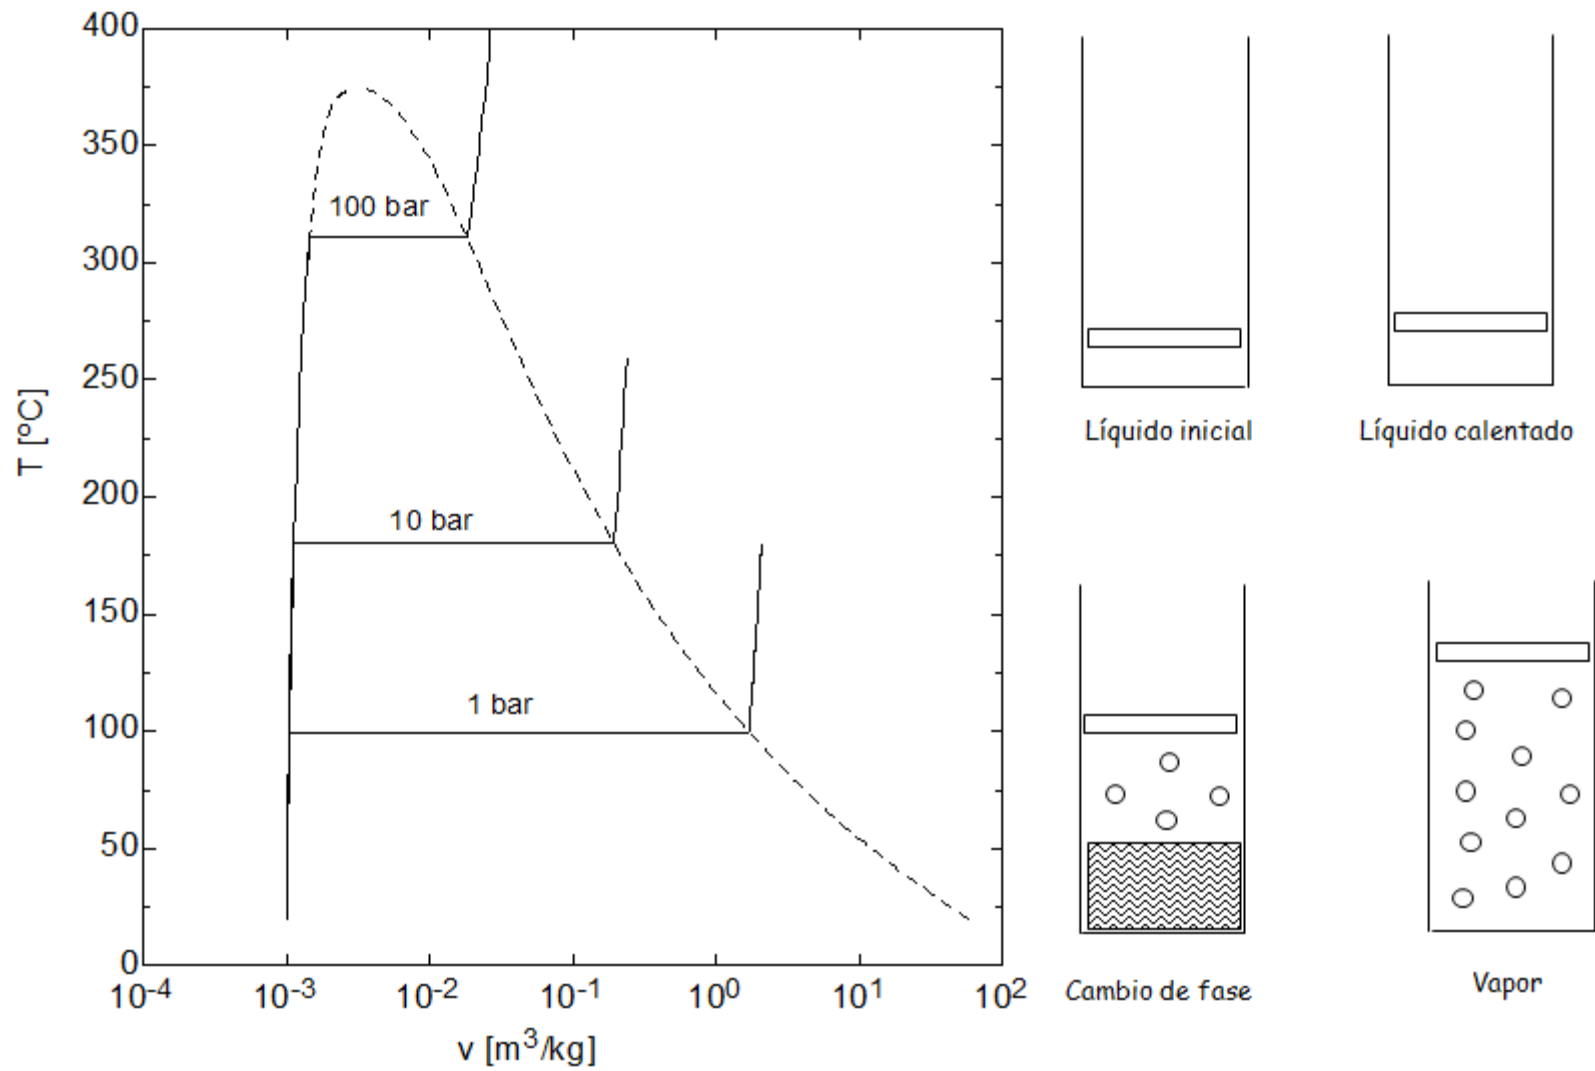 400
350
300
250
200
150
100
50
0
T [ºC]
100 bar
10 bar
1 bar
10-4
10-3
10-2
10-1
100
101
102
v [m3/kg]
Líquido inicial
Líquido calentado
Cambio de fase
Vapor